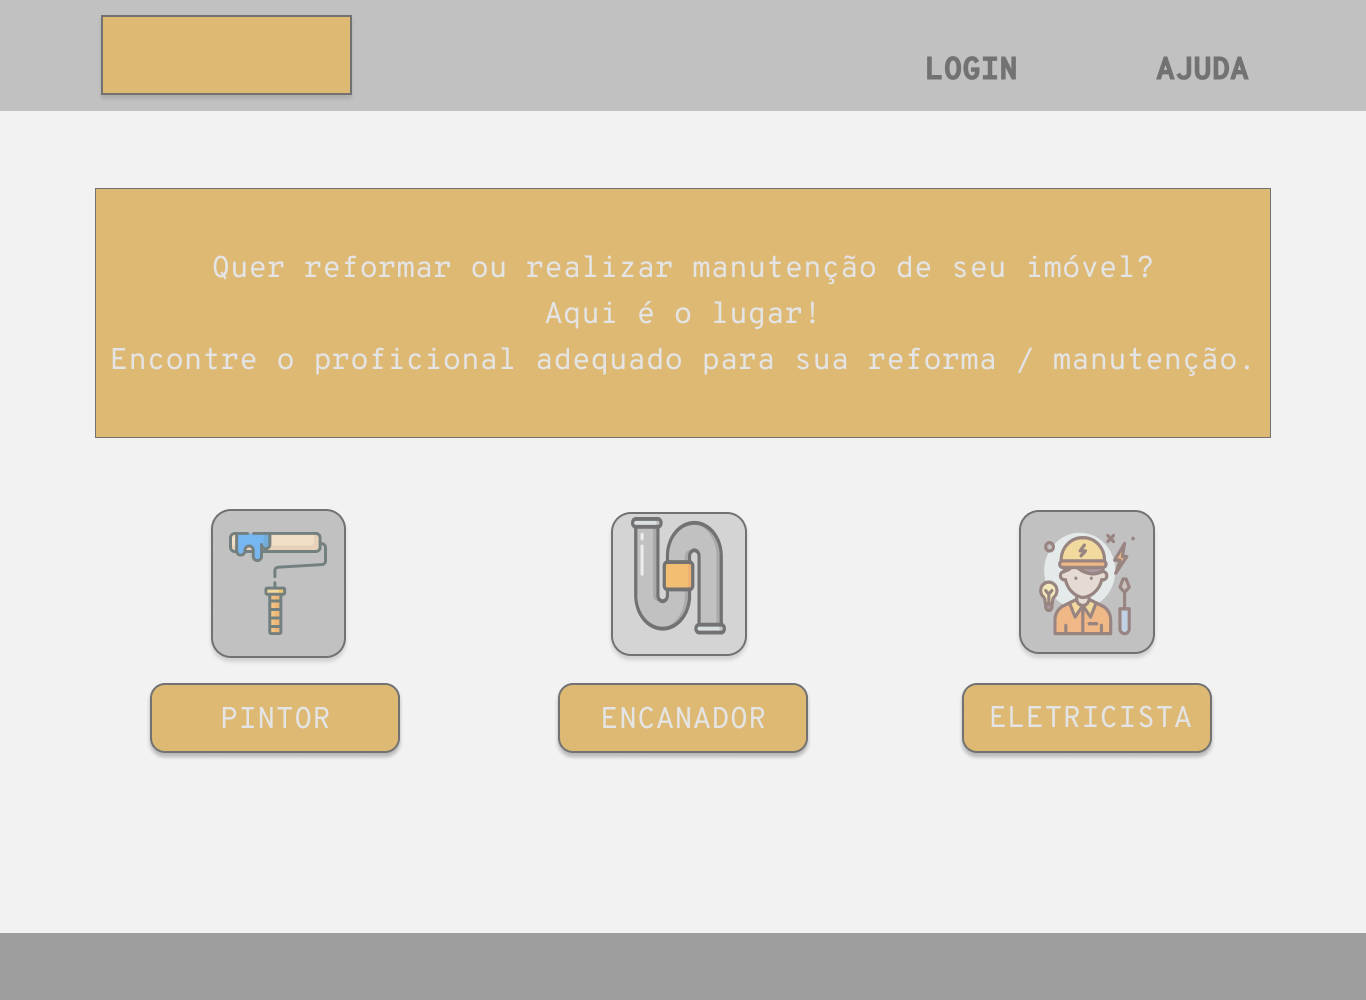 LOGIN AJUDA
Quer reformar ou realizar manutenção de seu imóvel?
Aqui é o lugar!
Encontre o proficional adequado para sua reforma / manutenção.
PINTOR ENCANADOR ELETRICISTA